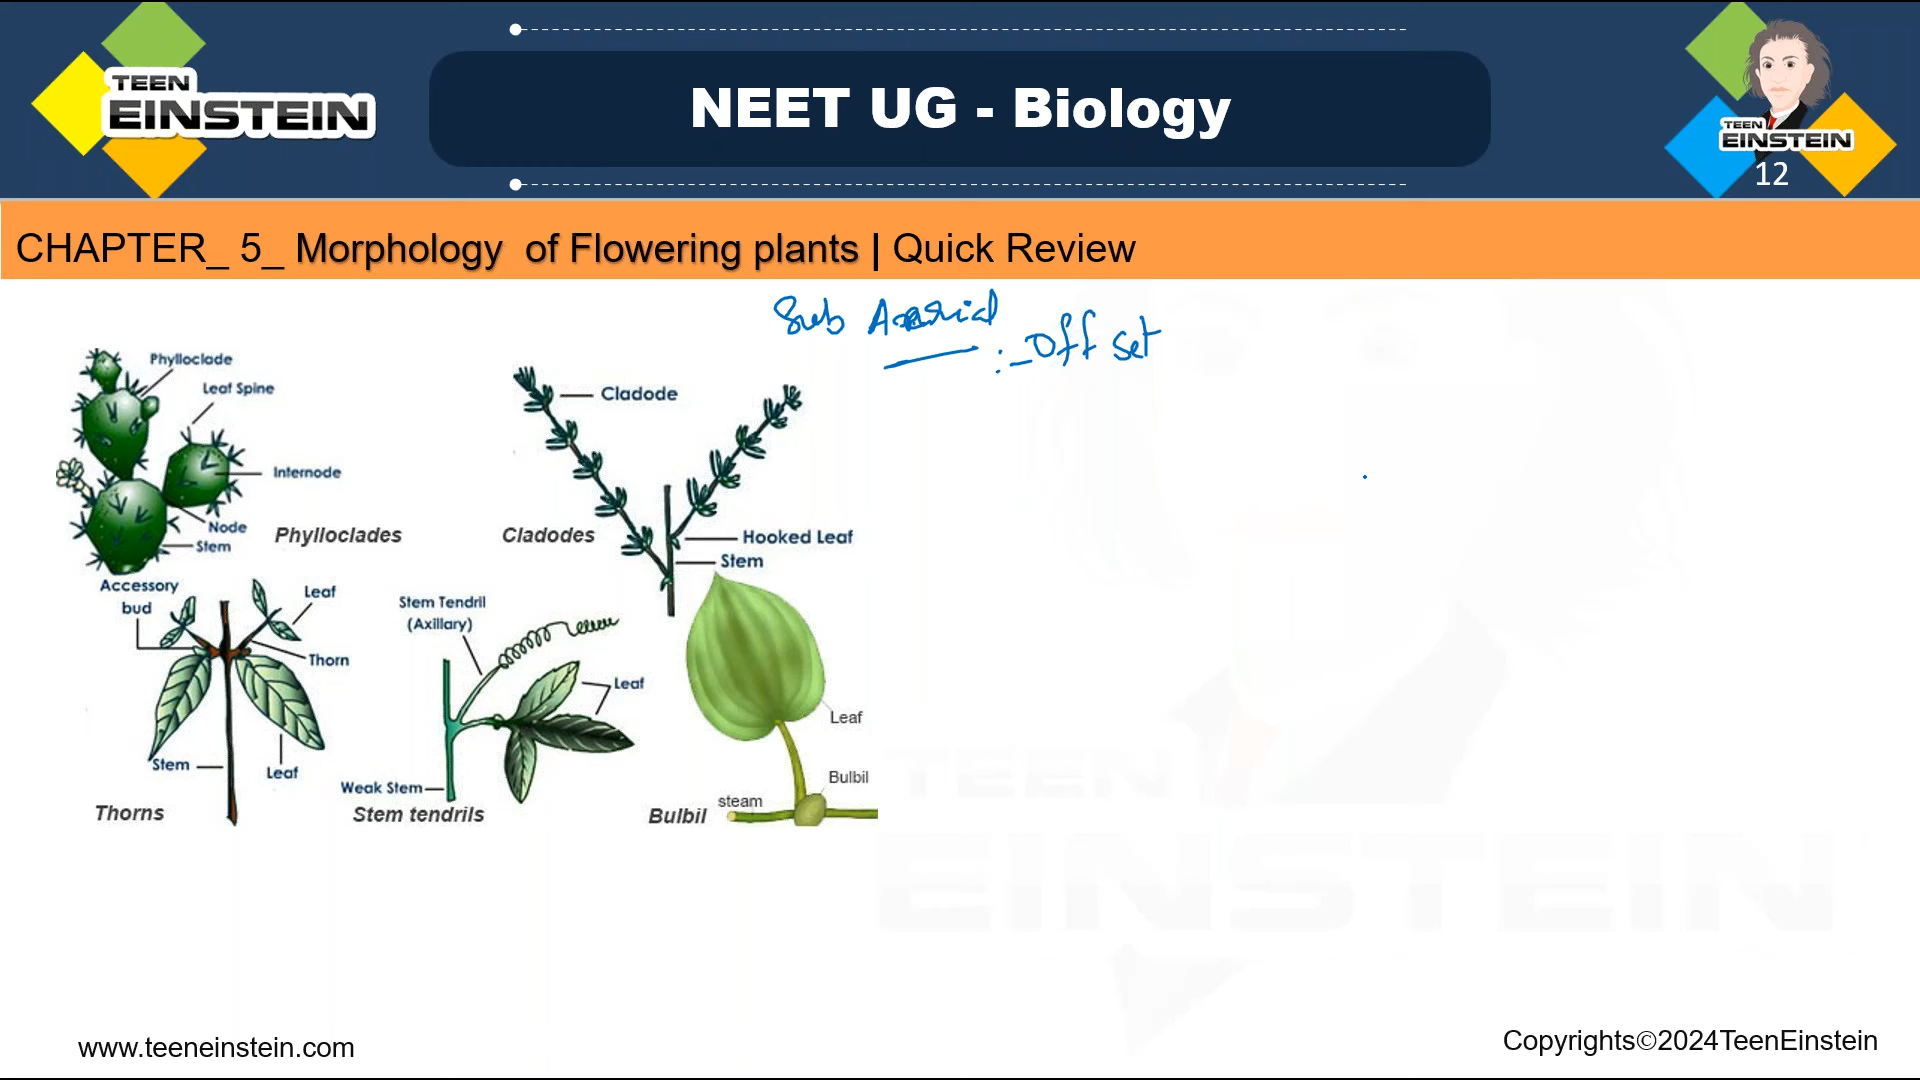 TEEN
EINSTEIN
NEET UG - Biology
TEEN
EINSTEIN
12
CHAPTER_ 5_ Morphology of Flowering plants | Quick Review
Sub Aerial
:- Off set
Phylloclade
Leaf Spine
Internode
Node
Stem
Phylloclades
Cladode
Hooked Leaf
Stem
Cladodes
Accessory
bud
Leaf
Thorn
Stem
Leaf
Thorns
Stem Tendril
(Axillary)
Leaf
Weak Stem
Stem tendrils
Leaf
Bulbil
steam
Bulbil
TEEN
EINSTEIN
www.teeneinstein.com
Copyrights©2024TeenEinstein